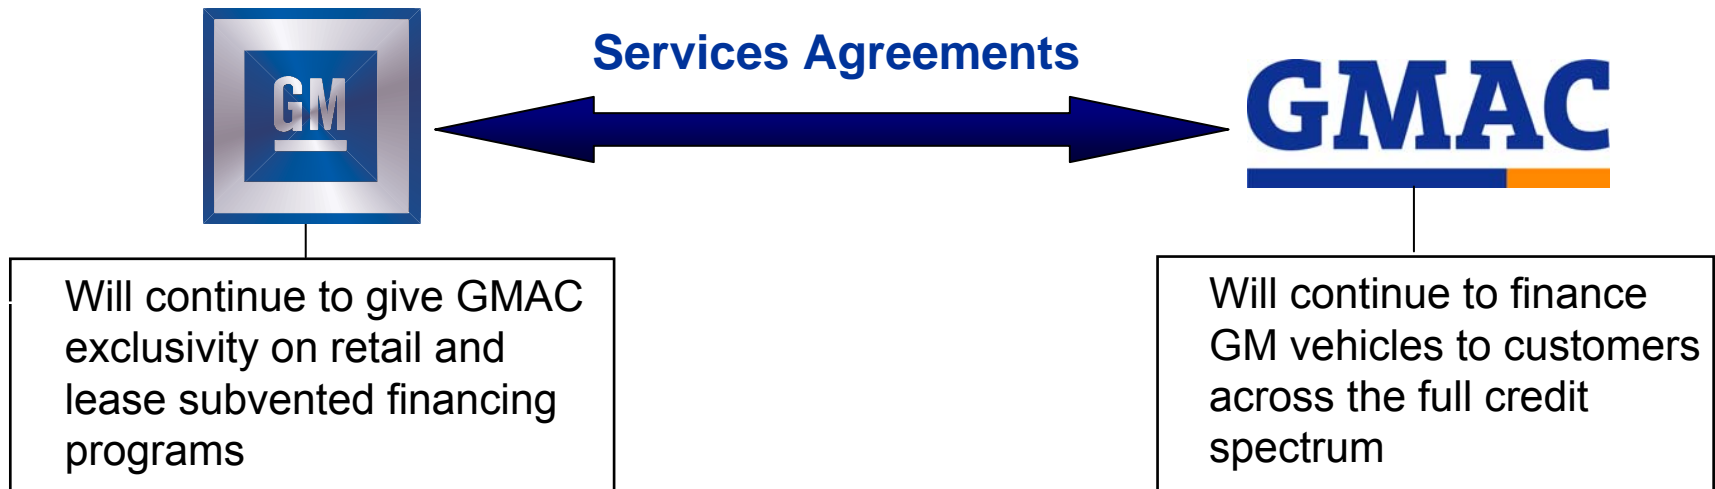 Services Agreements
GM
GMAC
Will continue to give GMAC
exclusivity on retail and
lease subvented financing
programs
Will continue to finance
GM vehicles to customers
across the full credit
spectrum